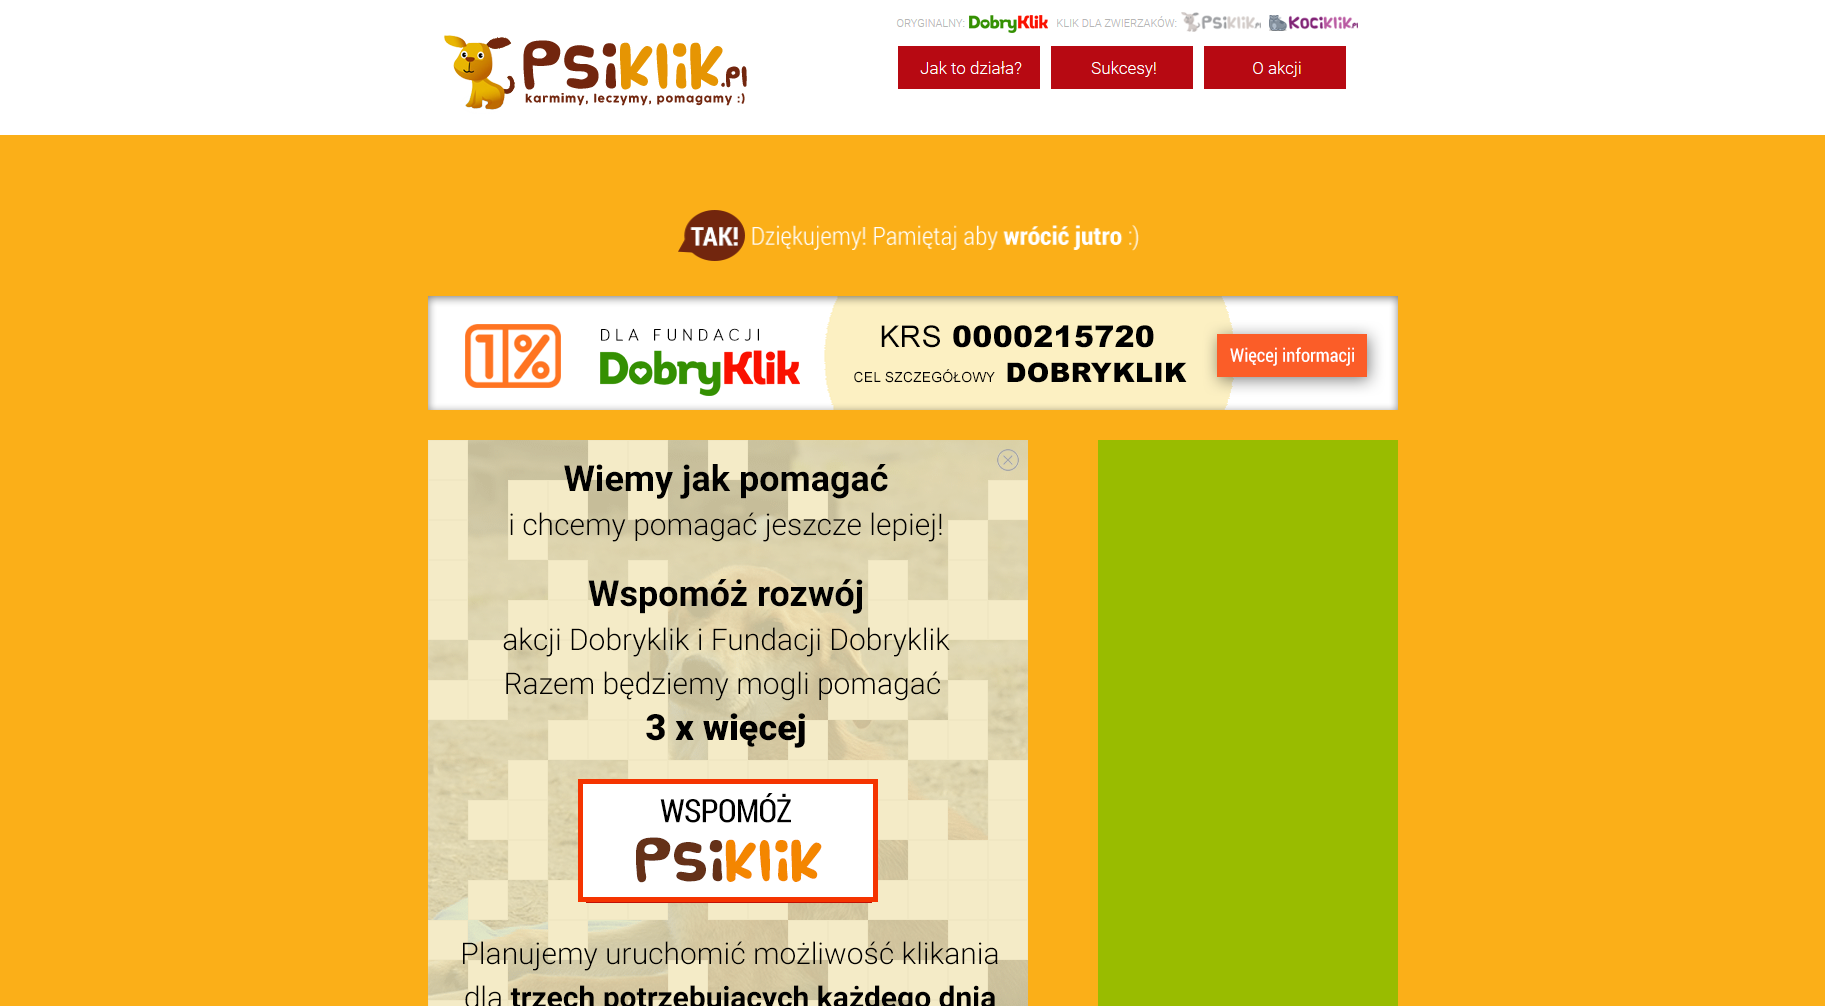 ORYGINALNY: DobryKlik KLIK DLA ZWIERZAKÓW: Psiklik.pl Kociklik.pl
Psiklik.pl
karmimy, leczymy, pomagamy :)
Jak to działa? Sukcesy! O akcji
TAK! Dziękujemy! Pamiętaj aby wrócić jutro :)
1% DLA FUNDACJI
DobryKlik
KRS 0000215720
CEL SZCZEGÓŁOWY DOBRYKLIK
Więcej informacji
Wiemy jak pomagać
i chcemy pomagać jeszcze lepiej!
Wspomóż rozwój
akcji Dobryklik i Fundacji Dobryklik
Razem będziemy mogli pomagać
3 x więcej
WSPOMÓŻ
Psiklik
Planujemy uruchomić możliwość klikania
dla trzech potrzebujących każdego dnia